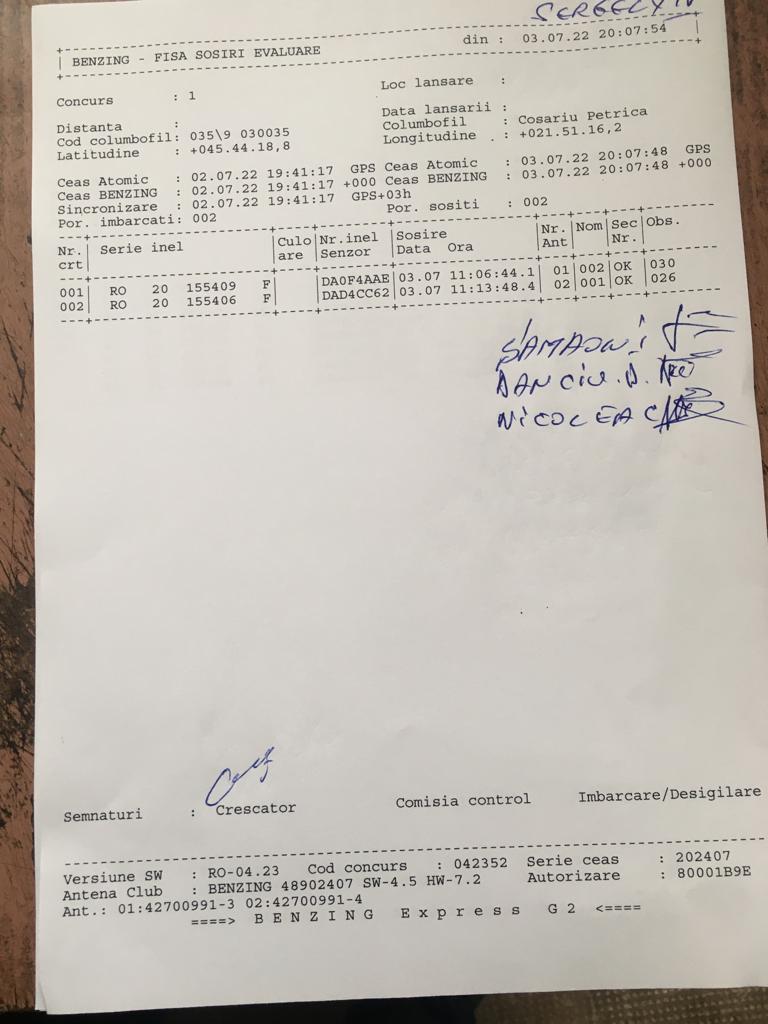 SERGELY IV
BENZING - FISA SOSIRI EVALUARE din : 03.07.22 20:07:54
Concurs : 1 Loc lansare :
Distanta : Data lansarii :
Cod columbofil: 035\9 030035 Columbofil : Cosariu Petrica
Latitudine : +045.44.18,8 Longitudine . : +021.51.16,2
Ceas Atomic : 02.07.22 19:41:17 GPS Ceas Atomic : 03.07.22 20:07:48 GPS
Ceas BENZING : 02.07.22 19:41:17 +000 Ceas BENZING : 03.07.22 20:07:48 +000
Sincronizare : 02.07.22 19:41:17 GPS+03h
Por. imbarcati: 002 Por. sositi : 002
Nr. | Serie inel | Culo | Nr.inel | Sosire | Nr. | Nom | Sec | Obs.
crt | | are | Senzor | Data Ora | Ant | | Nr. |
001 | RO 20 155409 F | | DA0F4AAE | 03.07 11:06:44.1 | 01 | 002 | OK | 030
002 | RO 20 155406 F | | DAD4CC62 | 03.07 11:13:48.4 | 02 | 001 | OK | 026
DANCIU.D.
Semnaturi : Crescator Comisia control Imbarcare/Desigilare
Versiune SW : RO-04.23 Cod concurs : 042352 Serie ceas : 202407
Antena Club : BENZING 48902407 SW-4.5 HW-7.2 Autorizare : 80001B9E
Ant.: 01:42700991-3 02:42700991-4
====> B E N Z I N G E x p r e s s G 2 <====